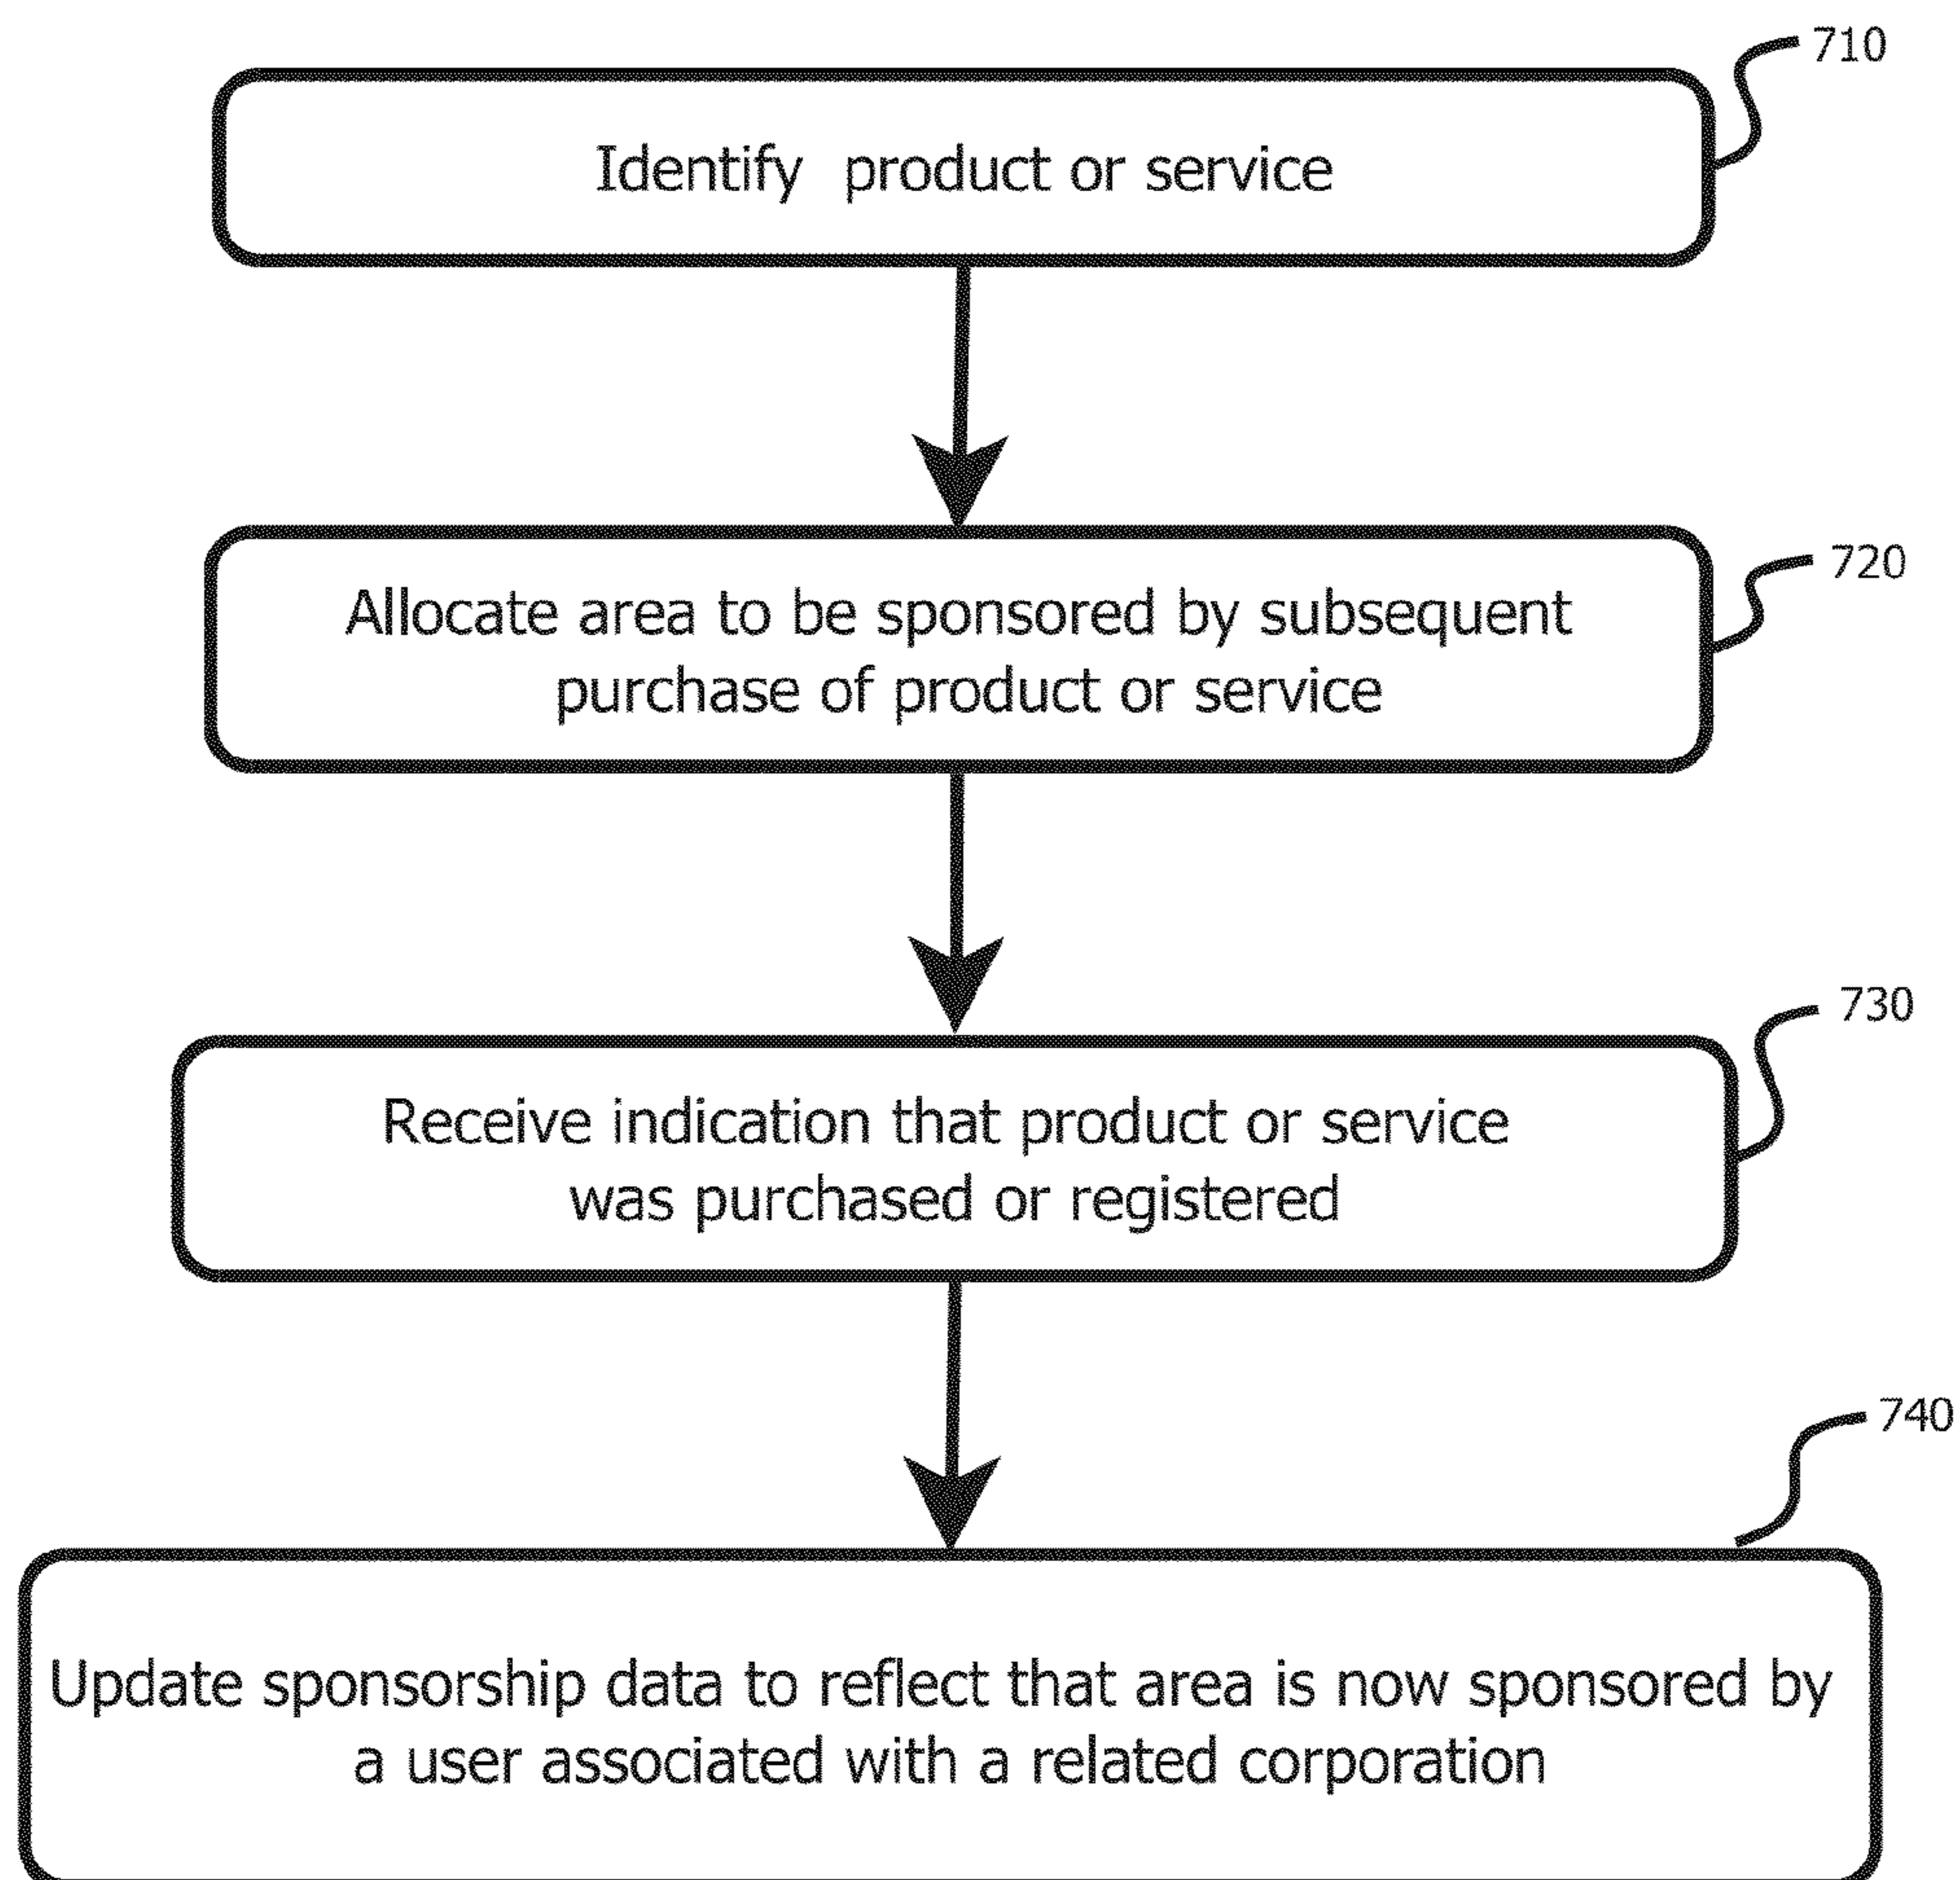 710
Identify product or service
720
Allocate area to be sponsored by subsequent
purchase of product or service
730
Receive indication that product or service
was purchased or registered
740
Update sponsorship data to reflect that area is now sponsored by
a user associated with a related corporation